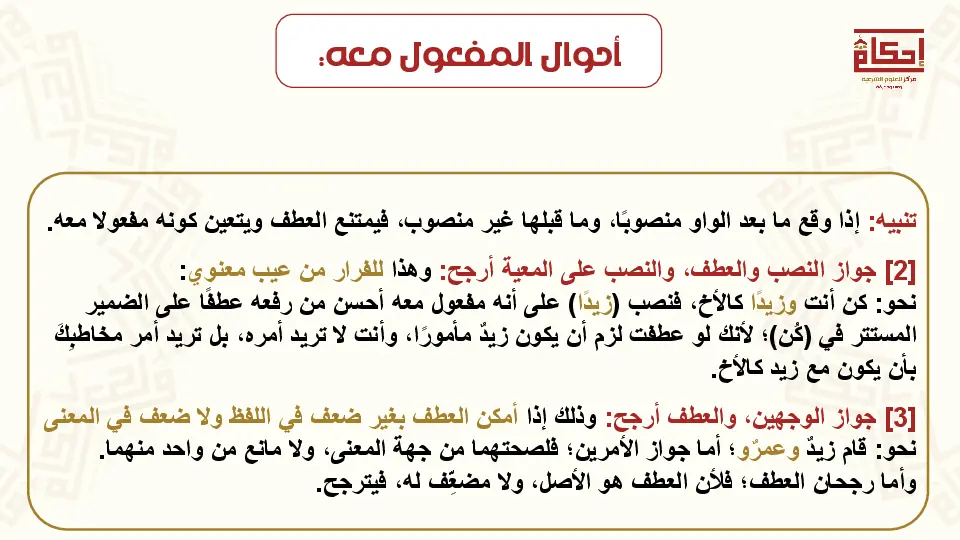 أحوال المفعول معه:
إحكام
مركز للعلوم الشرعية
تنبيه: إذا وقع ما بعد الواو منصوبًا، وما قبلها غير منصوب، فيمتنع العطف ويتعين كونه مفعولا معه.
[2] جواز النصب والعطف، والنصب على المعية أرجح: وهذا للفرار من عيب معنوي:
نحو: كن أنت وزيدًا كالأخ، فنصب (زيدًا) على أنه مفعول معه أحسن من رفعه عطفًا على الضمير
المستتر في (كُن)؛ لأنك لو عطفت لزم أن يكون زيدٌ مأمورًا، وأنت لا تريد أمره، بل تريد أمر مخاطبِكَ
بأن يكون مع زيد كالأخ.
[3] جواز الوجهين، والعطف أرجح: وذلك إذا أمكن العطف بغير ضعف في اللفظ ولا ضعف في المعنى
نحو: قام زيدٌ وعمرٌو؛ أما جواز الأمرين؛ فلصحتهما من جهة المعنى، ولا مانع من واحد منهما.
وأما رجحان العطف؛ فلأن العطف هو الأصل، ولا مضعِّف له، فيترجح.